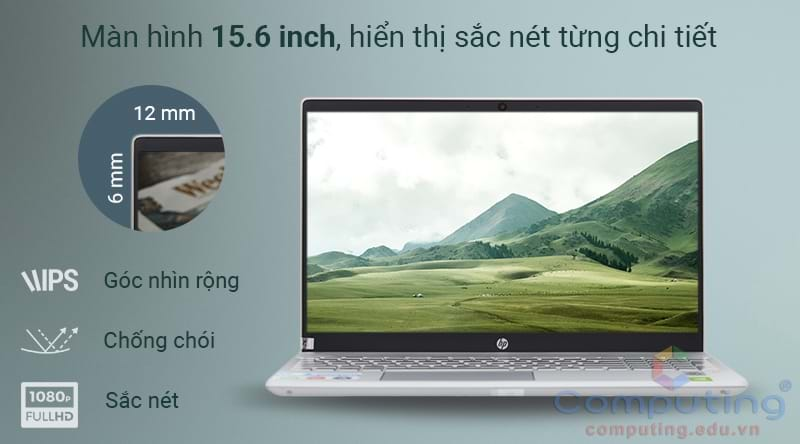 Màn hình 15.6 inch, hiển thị sắc nét từng chi tiết
12 mm
6 mm
IPS
Góc nhìn rộng
Chống chói
1080p
FULLHD
Sắc nét
hp
Computing®
computing.edu.vn